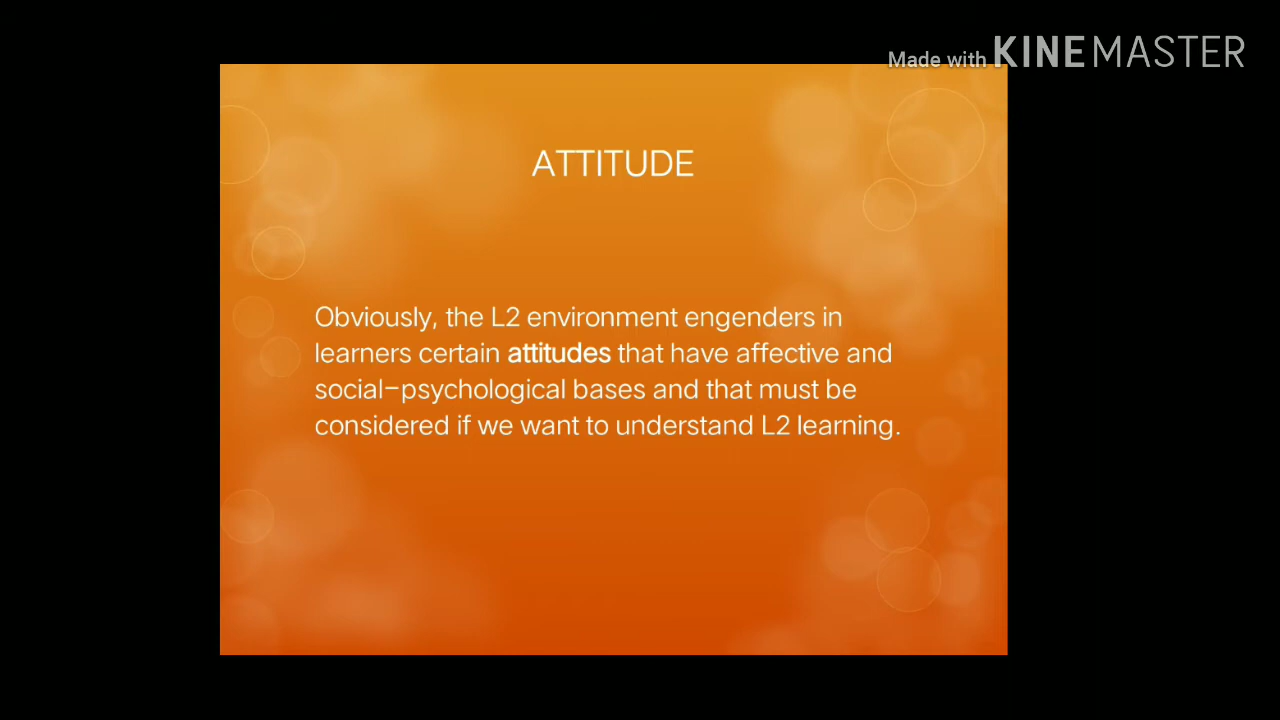 Made with KINEMASTER
ATTITUDE
Obviously, the L2 environment engenders in
learners certain attitudes that have affective and
social-psychological bases and that must be
considered if we want to understand L2 learning.